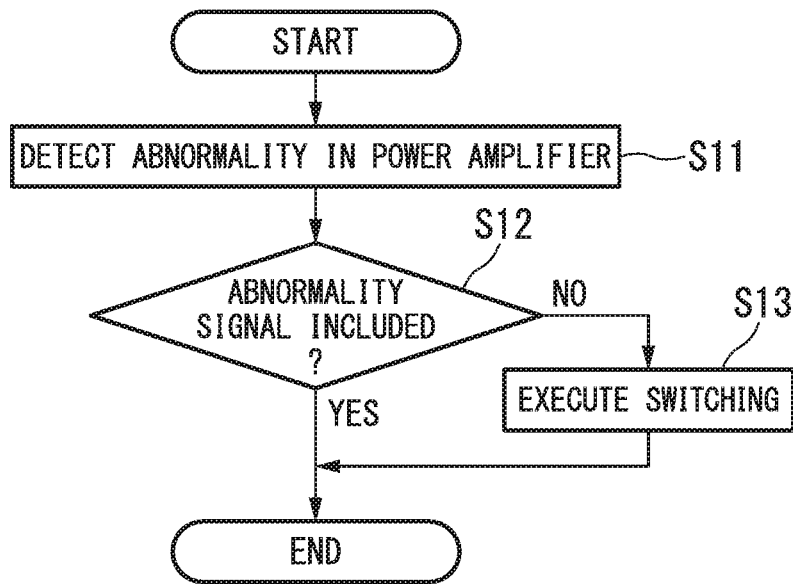 START
DETECT ABNORMALITY IN POWER AMPLIFIER
S11
S12
ABNORMALITY
SIGNAL INCLUDED
?
NO
S13
EXECUTE SWITCHING
YES
END